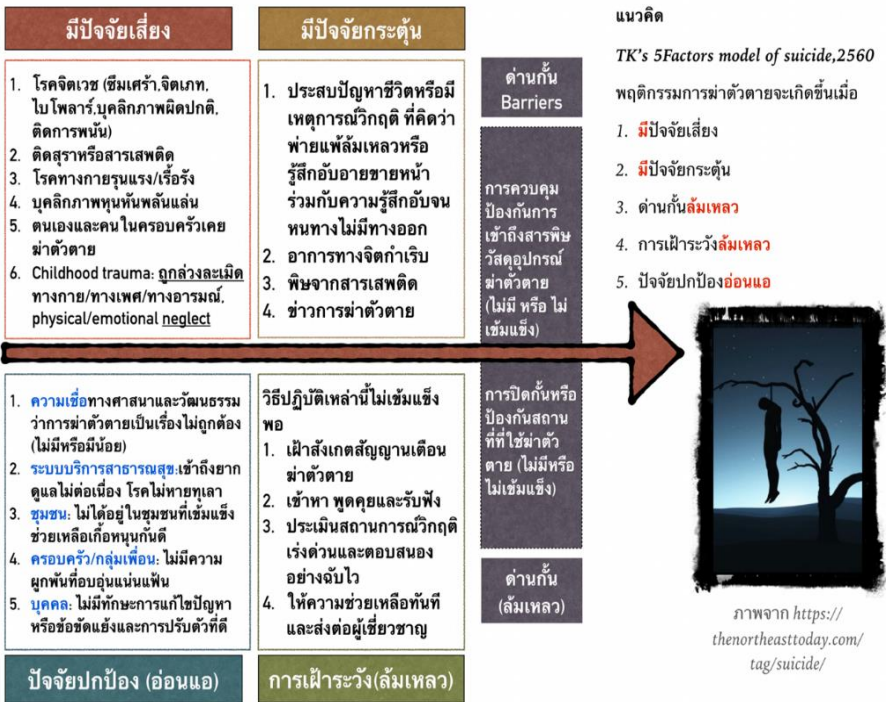 มีปัจจัยเสี่ยง
1. โรคจิตเวช (ซึมเศร้า,จิตเภท,
ไบโพลาร์,บุคลิกภาพผิดปกติ,
ติดการพนัน)
2. ติดสุราหรือสารเสพติด
3. โรคทางกายรุนแรง/เรื้อรัง
4. บุคลิกภาพหุนหันพลันแล่น
5. ตนเองและคนในครอบครัวเคย
ฆ่าตัวตาย
6. Childhood trauma: ถูกล่วงละเมิด
ทางกาย/ทางเพศ/ทางอารมณ์,
physical/emotional neglect
มีปัจจัยกระตุ้น
1. ประสบปัญหาชีวิตหรือมี
เหตุการณ์วิกฤติ ที่คิดว่า
พ่ายแพ้ล้มเหลวหรือ
รู้สึกอับอายขายหน้า
ร่วมกับความรู้สึกอับจน
หนทางไม่มีทางออก
2. อาการทางจิตกำเริบ
3. พิษจากสารเสพติด
4. ข่าวการฆ่าตัวตาย
ด่านกั้น
Barriers
การควบคุม
ป้องกันการ
เข้าถึงสารพิษ
วัสดุอุปกรณ์
ฆ่าตัวตาย
(ไม่มี หรือ ไม่
เข้มแข็ง)
การปิดกั้นหรือ
ป้องกันสถาน
ที่ที่ใช้ฆ่าตัว
ตาย (ไม่มีหรือ
ไม่เข้มแข็ง)
ด่านกั้น
(ล้มเหลว)
1. ความเชื่อทางศาสนาและวัฒนธรรม
ว่าการฆ่าตัวตายเป็นเรื่องไม่ถูกต้อง
(ไม่มีหรือมีน้อย)
2. ระบบบริการสาธารณสุข:เข้าถึงยาก
ดูแลไม่ต่อเนื่อง โรคไม่หายทุเลา
3. ชุมชน: ไม่ได้อยู่ในชุมชนที่เข้มแข็ง
ช่วยเหลือเกื้อหนุนกันดี
4. ครอบครัว/กลุ่มเพื่อน: ไม่มีความ
ผูกพันที่อบอุ่นแน่นแฟ้น
5. บุคคล: ไม่มีทักษะการแก้ไขปัญหา
หรือข้อขัดแย้งและการปรับตัวที่ดี
ปัจจัยปกป้อง (อ่อนแอ)
วิธีปฏิบัติเหล่านี้ไม่เข้มแข็ง
พอ
1. เฝ้าสังเกตสัญญานเตือน
ฆ่าตัวตาย
2. เข้าหา พูดคุยและรับฟัง
3. ประเมินสถานการณ์วิกฤติ
เร่งด่วนและตอบสนอง
อย่างฉับไว
4. ให้ความช่วยเหลือทันที
และส่งต่อผู้เชี่ยวชาญ
การเฝ้าระวัง(ล้มเหลว)
แนวคิด
TK's 5Factors model of suicide,2560
พฤติกรรมการฆ่าตัวตายจะเกิดขึ้นเมื่อ
1. มีปัจจัยเสี่ยง
2. มีปัจจัยกระตุ้น
3. ด่านกั้นล้มเหลว
4. การเฝ้าระวังล้มเหลว
5. ปัจจัยปกป้องอ่อนแอ
ภาพจาก https://
thenortheasttoday.com/
tag/suicide/